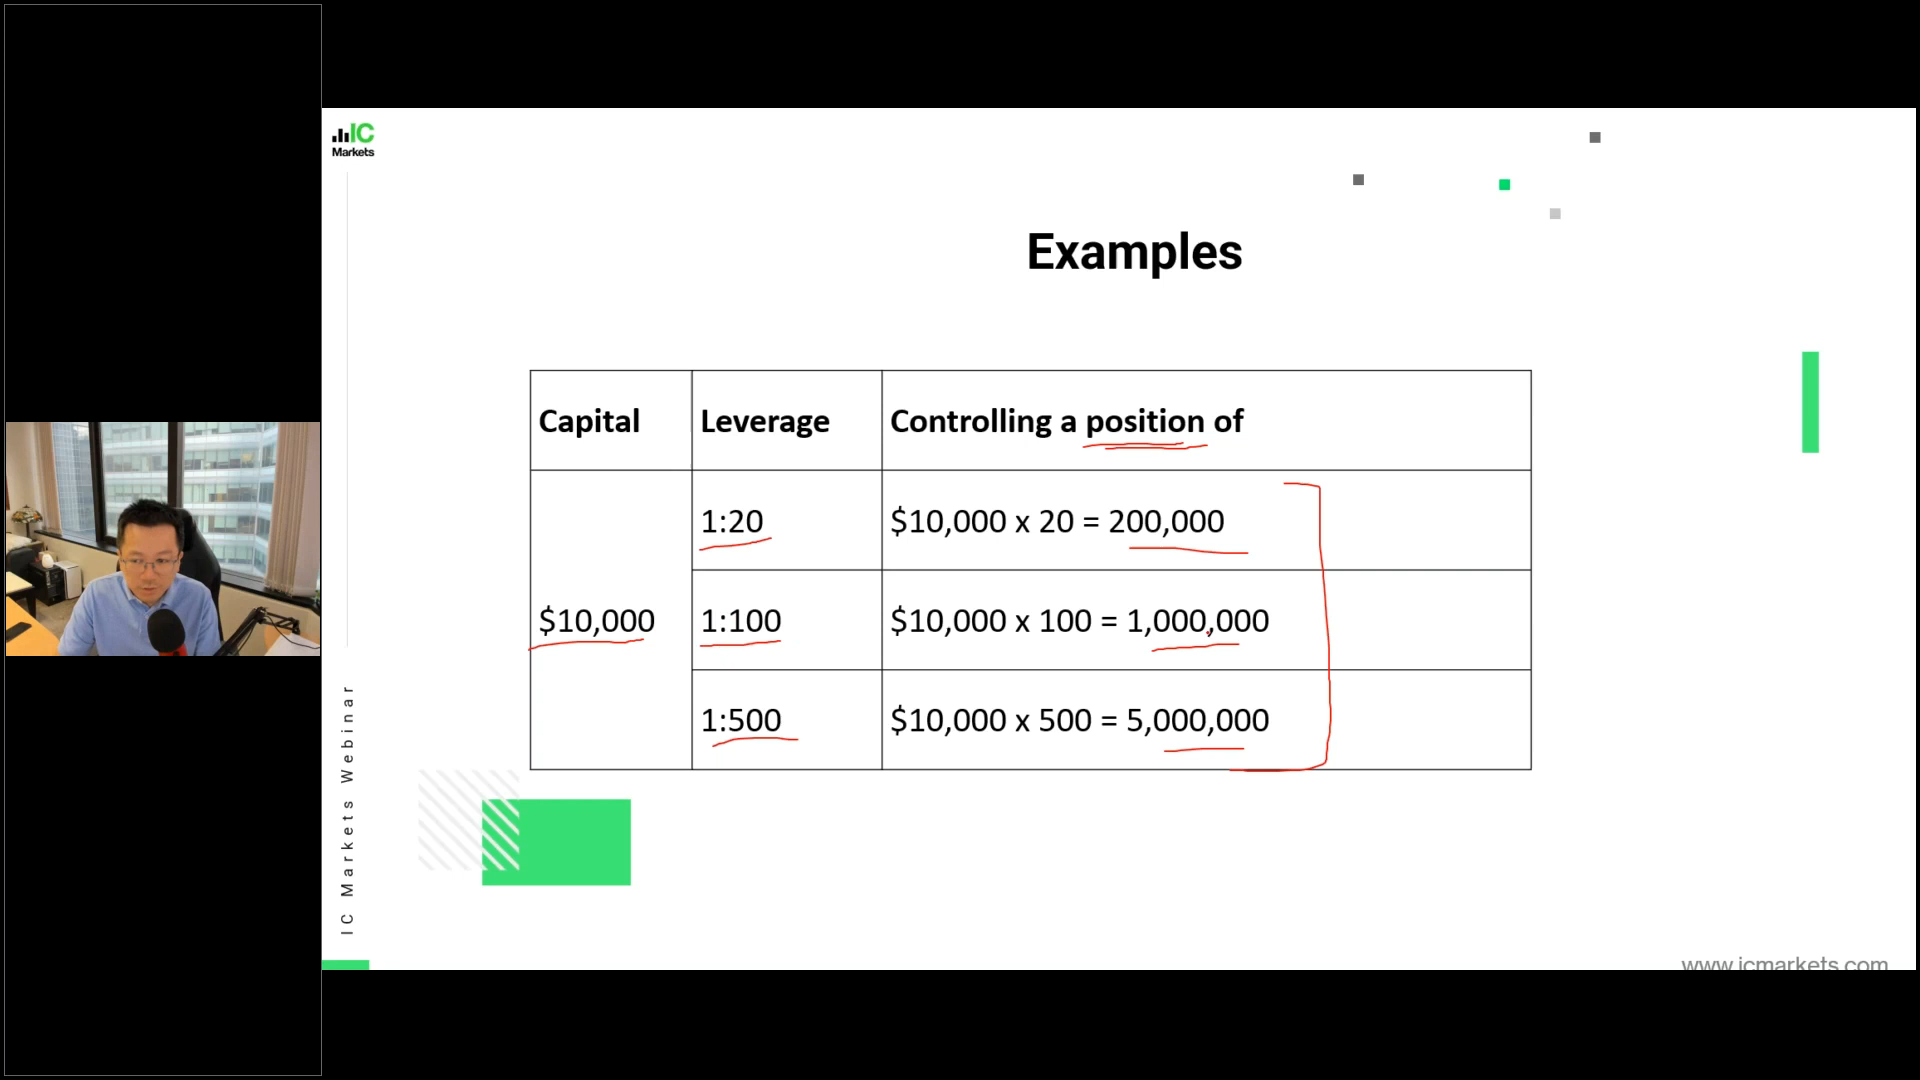 IC
Markets
Examples
Capital Leverage Controlling a position of
1:20 $10,000 x 20 = 200,000
$10,000 1:100 $10,000 x 100 = 1,000,000
1:500 $10,000 x 500 = 5,000,000
IC Markets Webinar
www.icmarkets.com